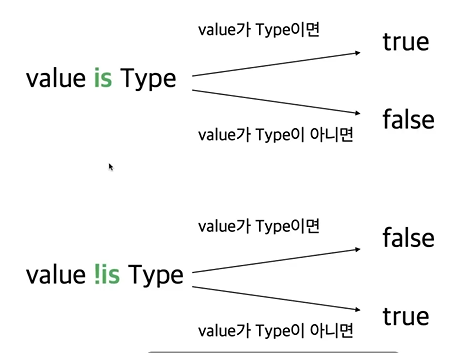 value가 Type이면
true
value is Type
false
value가 Type이 아니면
value가 Type이면
false
value !is Type
true
value가 Type이 아니면